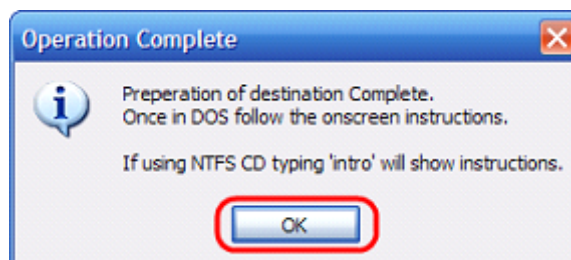 Operation Complete
Preperation of destination Complete.
Once in DOS follow the onscreen instructions.
If using NTFS CD typing 'intro' will show instructions.
OK